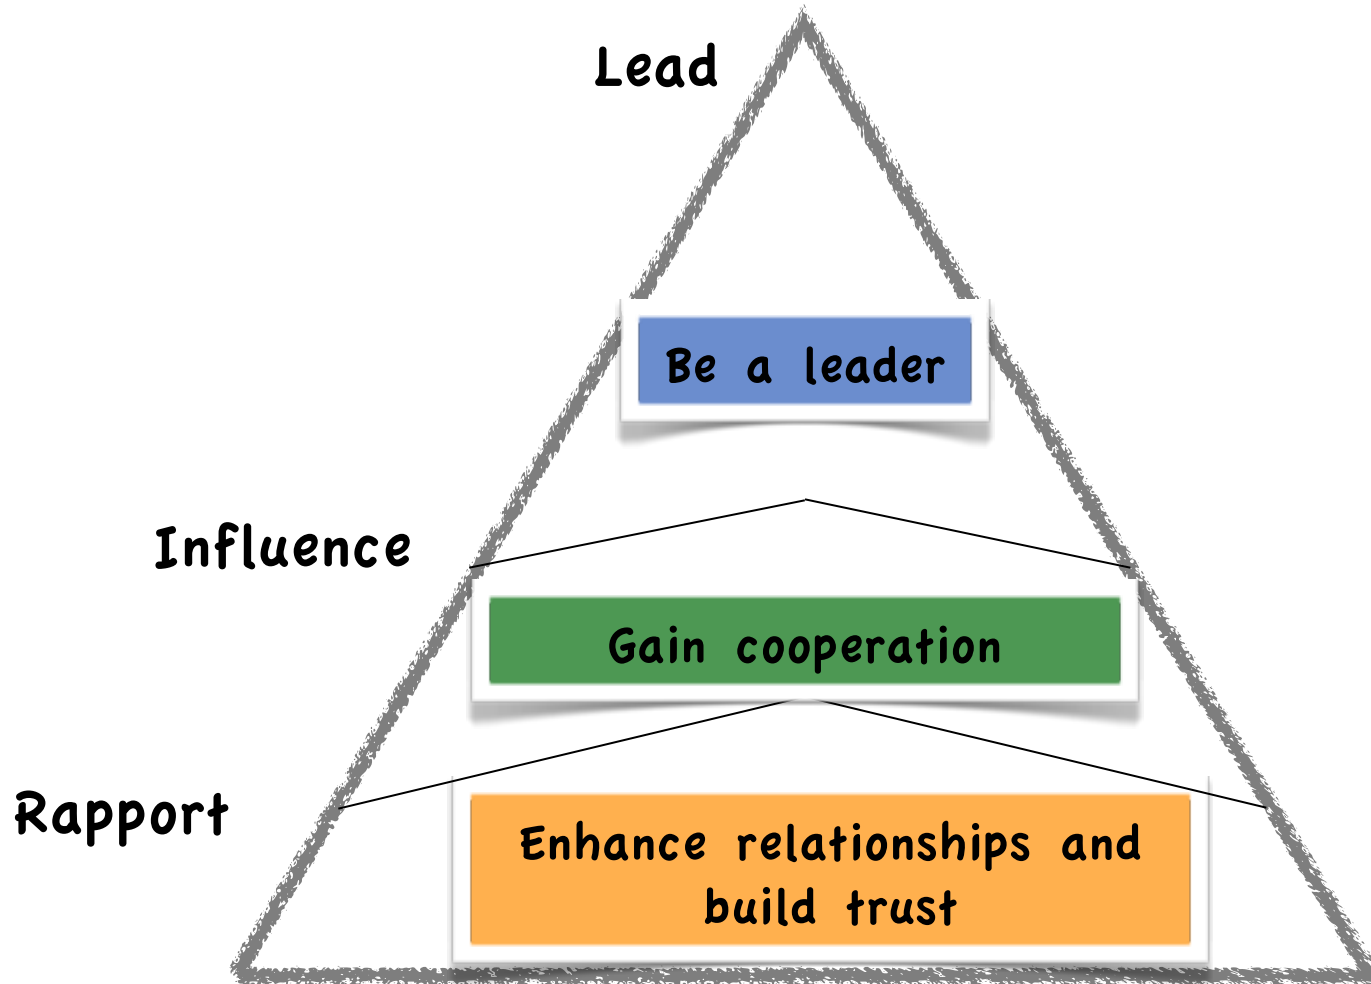 Lead
Be a leader
Influence
Gain cooperation
Rapport
Enhance relationships and
build trust